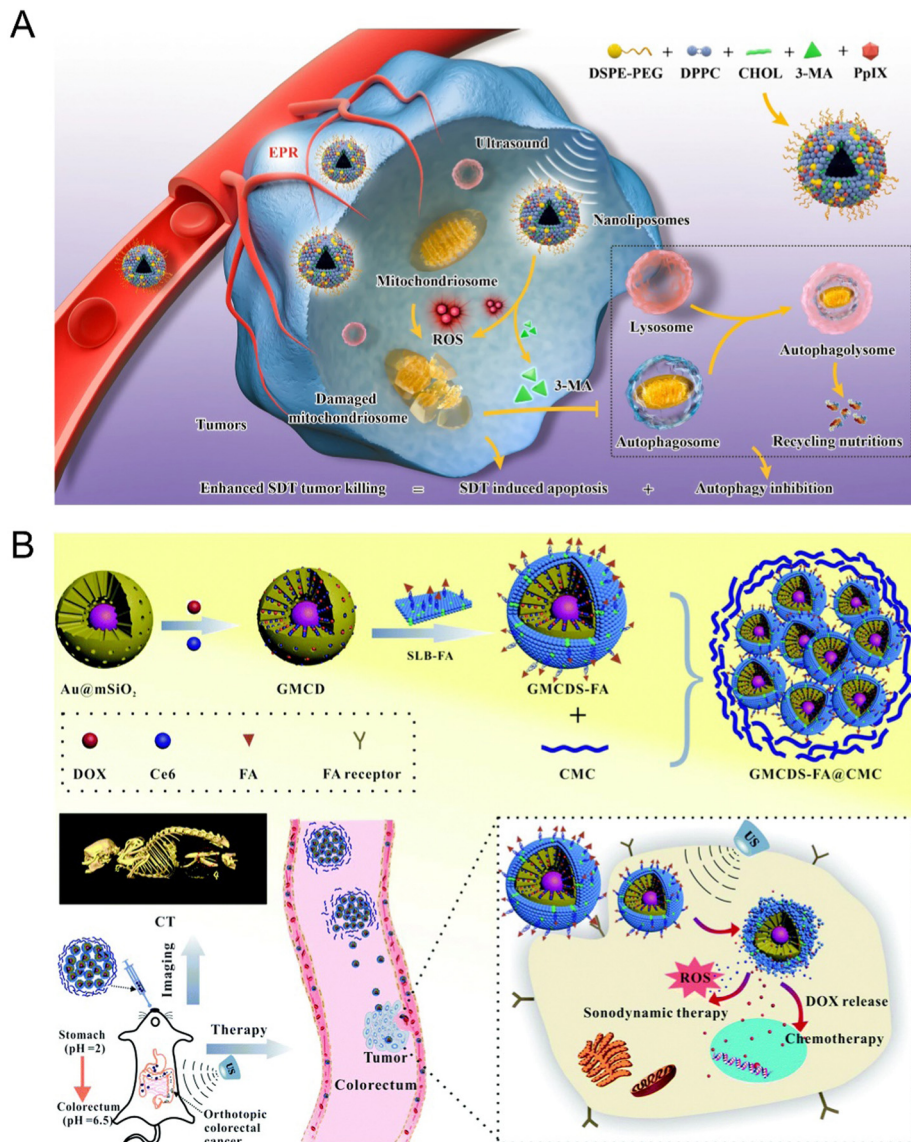 A
+ + + +
DSPE-PEG DPPC CHOL 3-MA PpIX
EPR
Ultrasound
Nanoliposomes
Mitochondriosome
Lysosome
ROS
Autophagolysome
3-MA
Damaged
mitochondriosome
Tumors
Autophagosome
Recycling nutritions
Enhanced SDT tumor killing = SDT induced apoptosis + Autophagy inhibition
B
SLB-FA
Au@mSiO₂
GMCD
GMCDS-FA
+
CMC
GMCDS-FA@CMC
DOX Ce6 FA FA receptor
CT
Imaging
Therapy
Stomach
(pH =2)
Colorectum
(pH =6.5)
US
Orthotopic
colorectal
cancer
Tumor
Colorectum
US
ROS
DOX release
Sonodynamic therapy
Chemotherapy